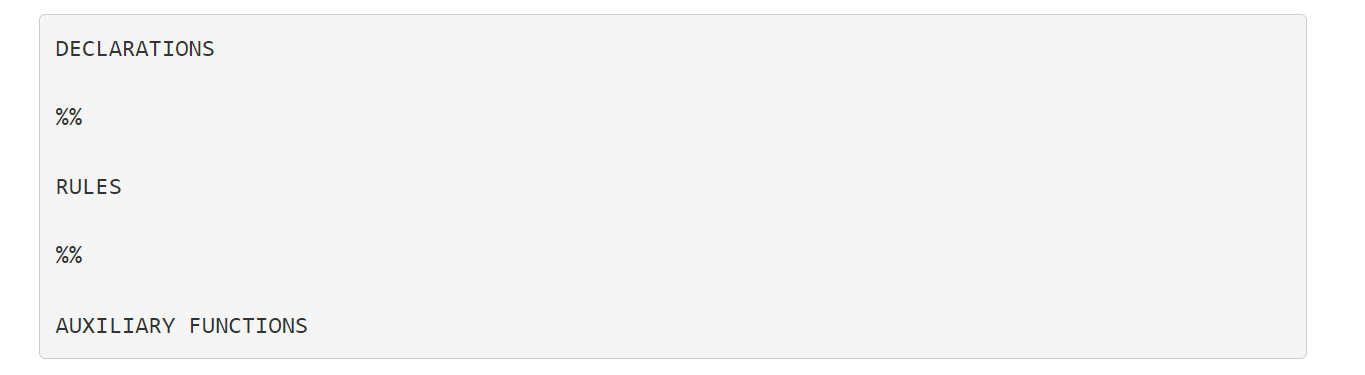 DECLARATIONS
%%
RULES
%%
AUXILIARY FUNCTIONS